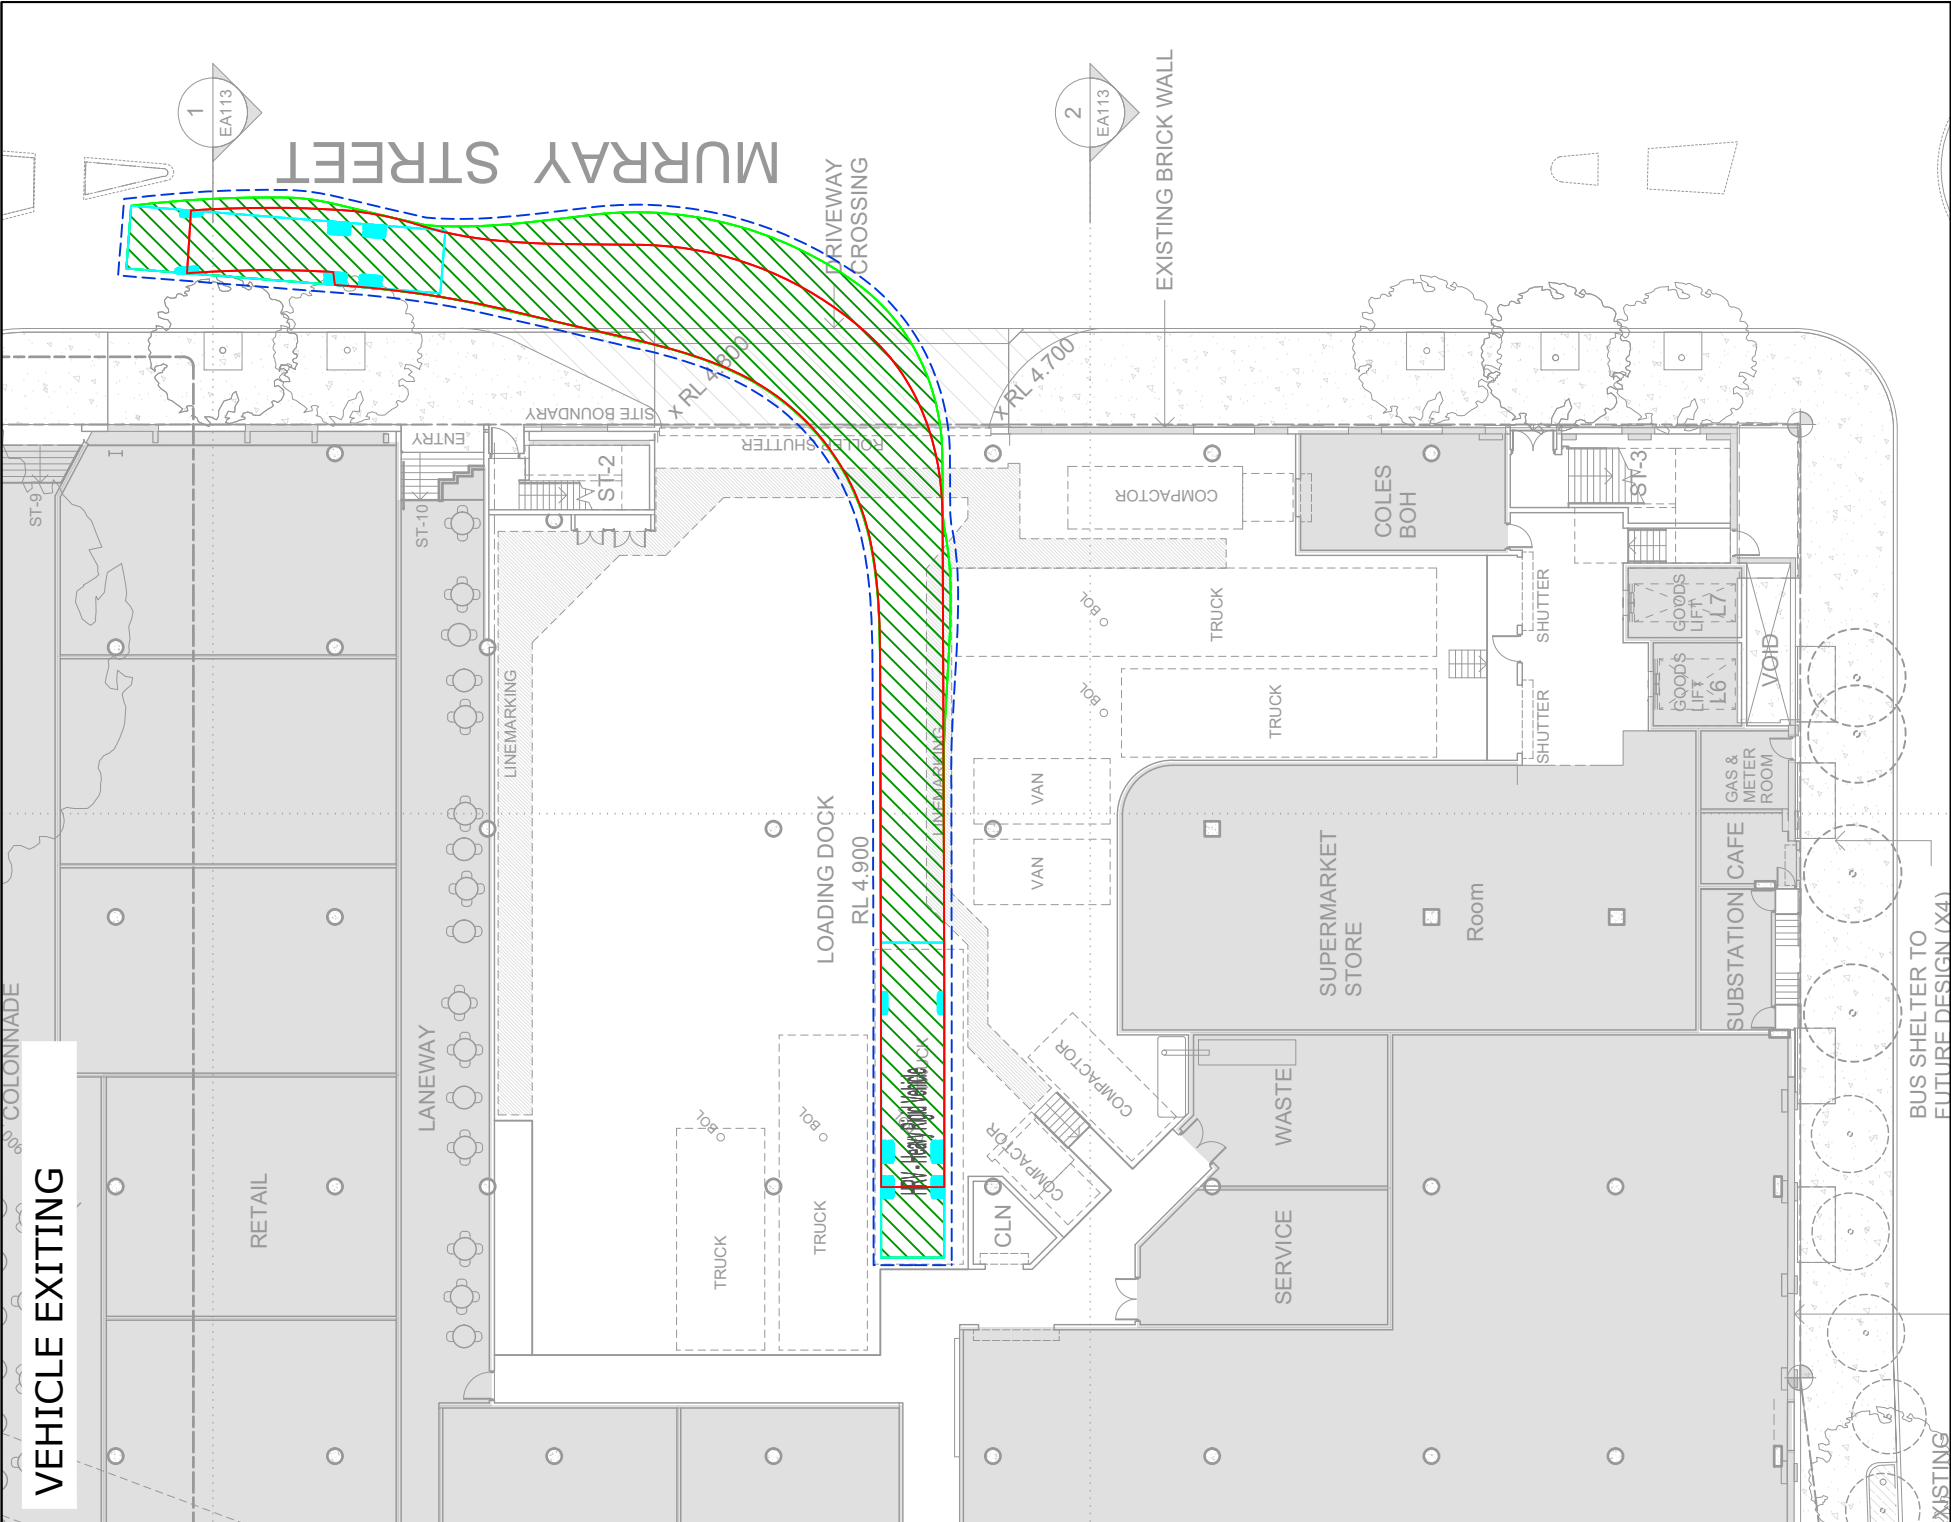 1
EA113
2
EA113
MURRAY STREET
DRIVEWAY
CROSSING
EXISTING BRICK WALL
x RL 4.800
x RL 4.700
SITE BOUNDARY
ROLLER SHUTTER
ENTRY
ST-9
ST-10
ST-2
ST-3
COMPACTOR
COLES
BOH
LINEMARKING
LINEMARKING
BOL
BOL
TRUCK
TRUCK
SHUTTER
SHUTTER
GOODS
LIFT
L7
GOODS
LIFT
L6
VOID
GAS &
METER
ROOM
VAN
VAN
LOADING DOCK
RL 4.900
SUPERMARKET
STORE
Room
CAFE
SUBSTATION
BUS SHELTER TO
FUTURE DESIGN (X4)
COLONNADE
LANEWAY
RETAIL
BOL
BOL
TRUCK
TRUCK
HRV - Heavy Rigid Vehicle
COMPACTOR
COMPACTOR
CLN
WASTE
SERVICE
VEHICLE EXITING